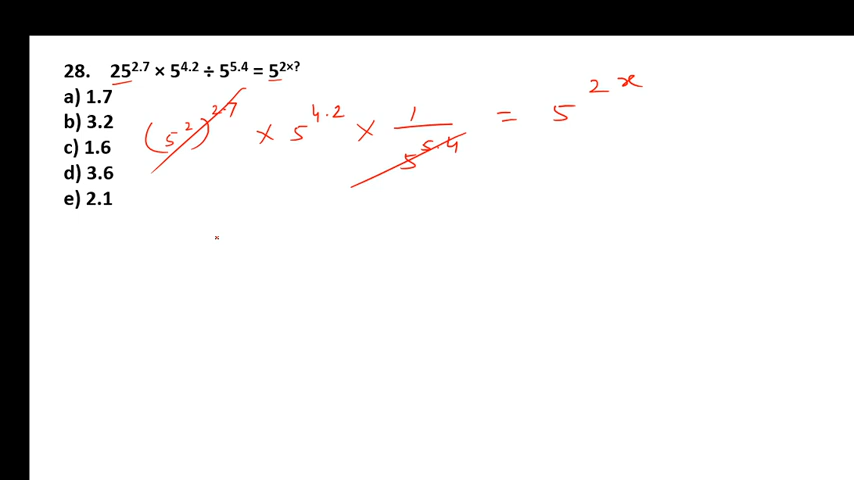 28. 25^2.7 × 5^4.2 ÷ 5^5.4 = 5^2×?
a) 1.7
b) 3.2
c) 1.6
d) 3.6
e) 2.1
(5^2)^2.7 × 5^4.2 × 1/5^5.4 = 5^2x